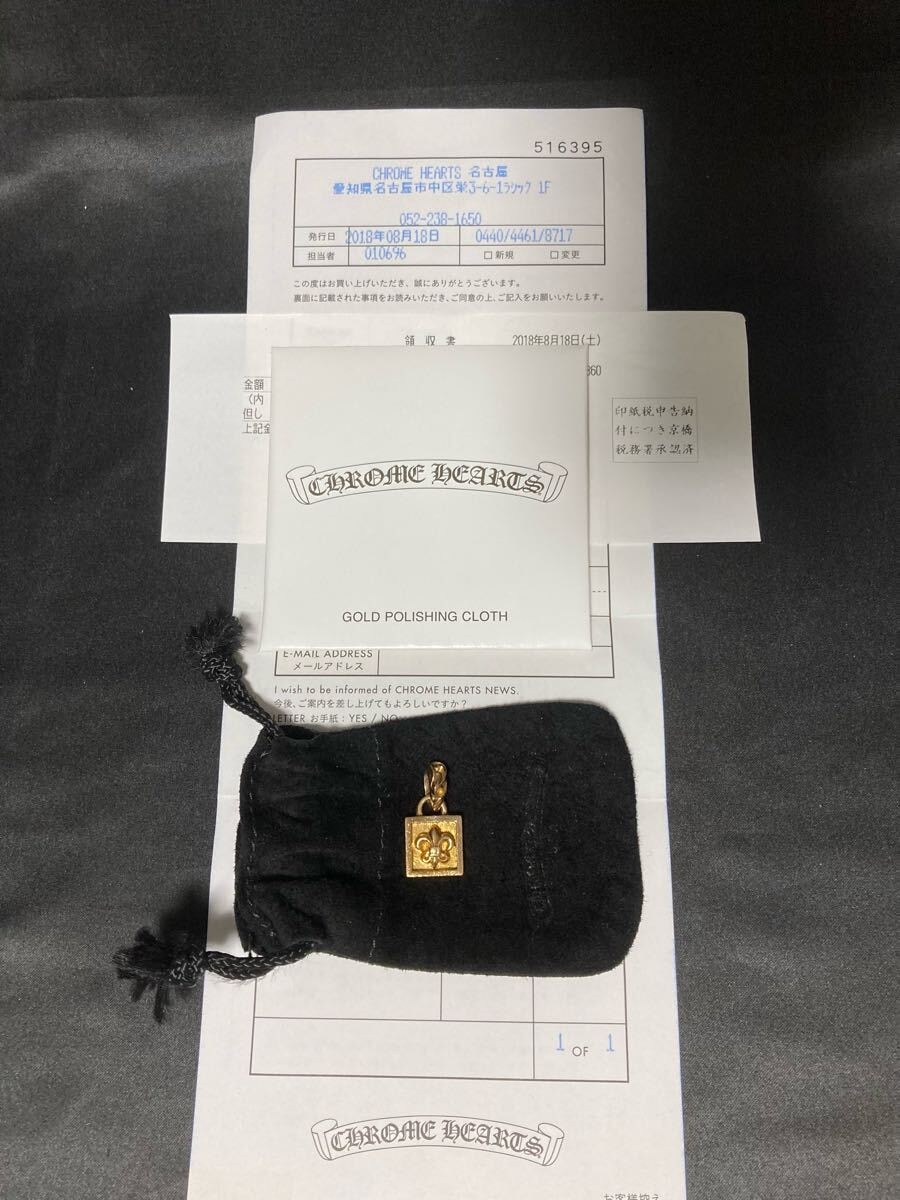 516395
CHROME HEARTS 名古屋
愛知県名古屋市中区栄3-6-1ラシック 1F
052-238-1650
発行日 2018年08月18日 0440/4461/8717
担当者 010696 □新規 □変更
この度はお買い上げいただき、誠にありがとうございます。
裏面に記載された事項をお読みいただき、ご同意の上、ご記入をお願いいたします。
領収書 2018年8月18日(土)
860
金額
(内
但し
上記金
印紙税申告納
付につき京橋
税務署承認済
CHROME HEARTS
GOLD POLISHING CLOTH
E-MAIL ADDRESS
メールアドレス
I wish to be informed of CHROME HEARTS NEWS.
今後、ご案内を差し上げてもよろしいですか?
LETTER お手紙 : YES / NO
1 OF 1
CHROME HEARTS
お客様控え